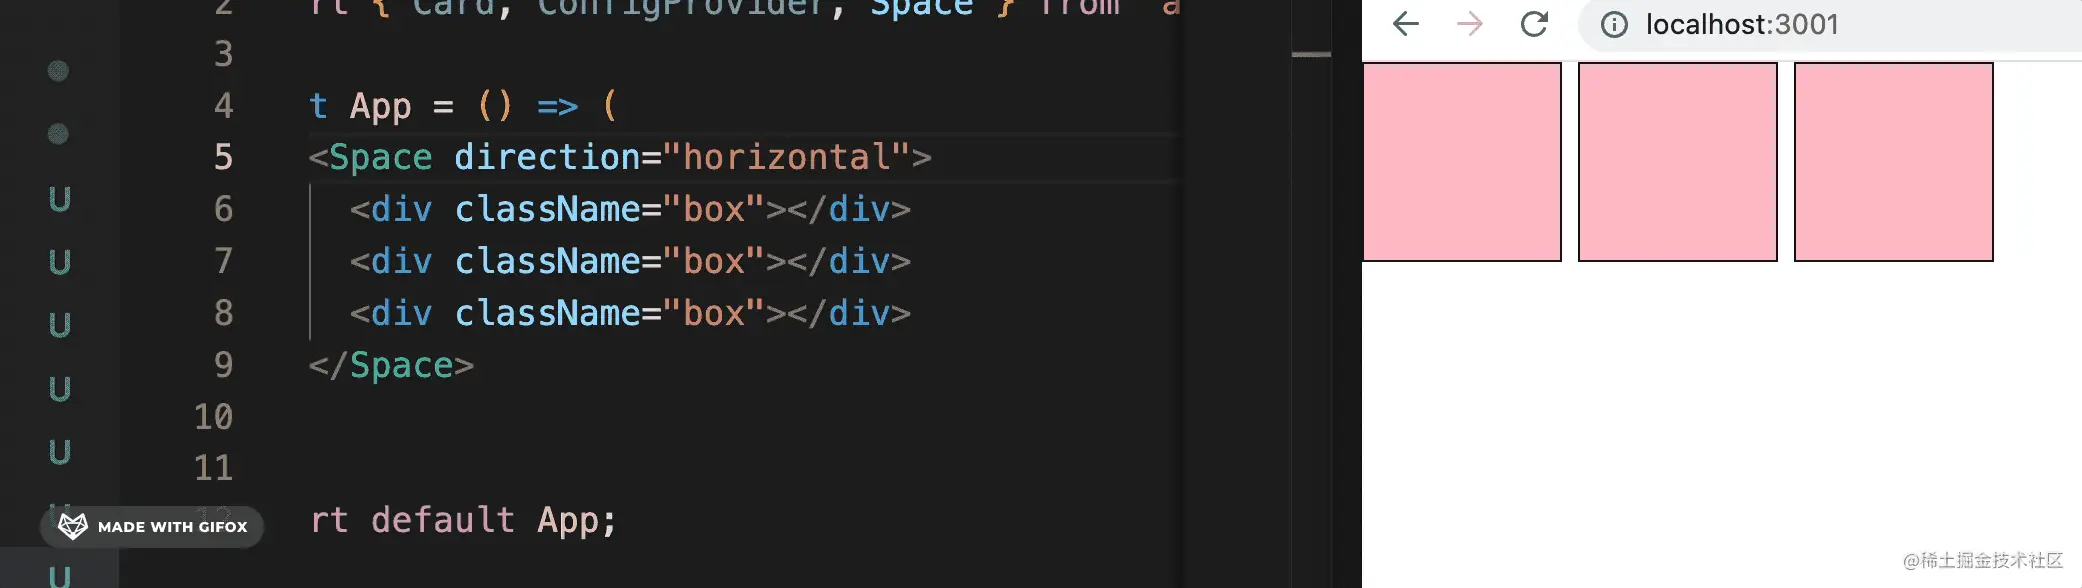 2 rt { Card, ConfigProvider, Space } from 'a
3
4 t App = () => (
5 <Space direction="horizontal">
6 <div className="box"></div>
7 <div className="box"></div>
8 <div className="box"></div>
9 </Space>
10
11
rt default App;
U
U
U
U
U
U
MADE WITH GIFOX
localhost:3001
@稀土掘金技术社区